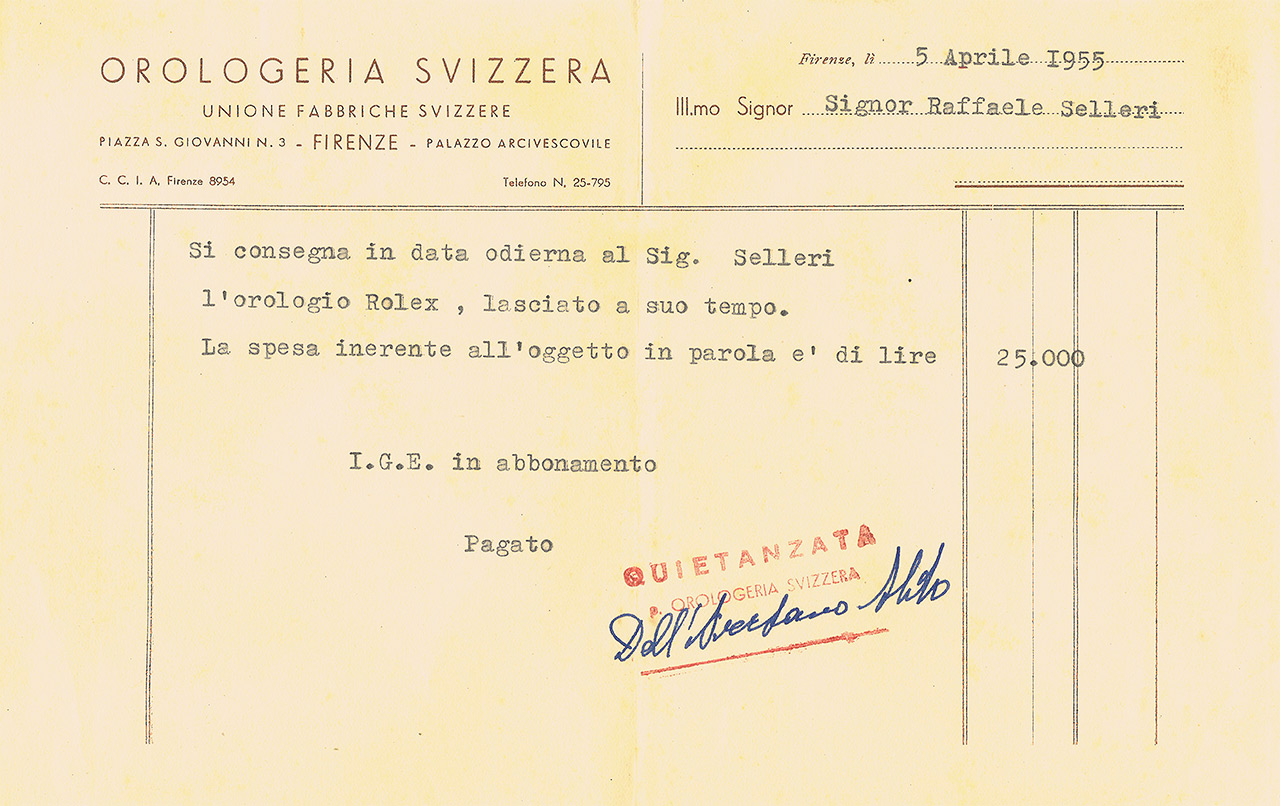 OROLOGERIA SVIZZERA
UNIONE FABBRICHE SVIZZERE
PIAZZA S. GIOVANNI N. 3 - FIRENZE - PALAZZO ARCIVESCOVILE
C. C. I. A. Firenze 8954 Telefono N. 25-795
Firenze, lì 5 Aprile 1955
Ill.mo Signor Signor Raffaele Selleri
Si consegna in data odierna al Sig. Selleri
l'orologio Rolex , lasciato a suo tempo.
La spesa inerente all'oggetto in parola e' di lire 25.000
I.G.E. in abbonamento
Pagato
QUIETANZATA
p. OROLOGERIA SVIZZERA
Aldo